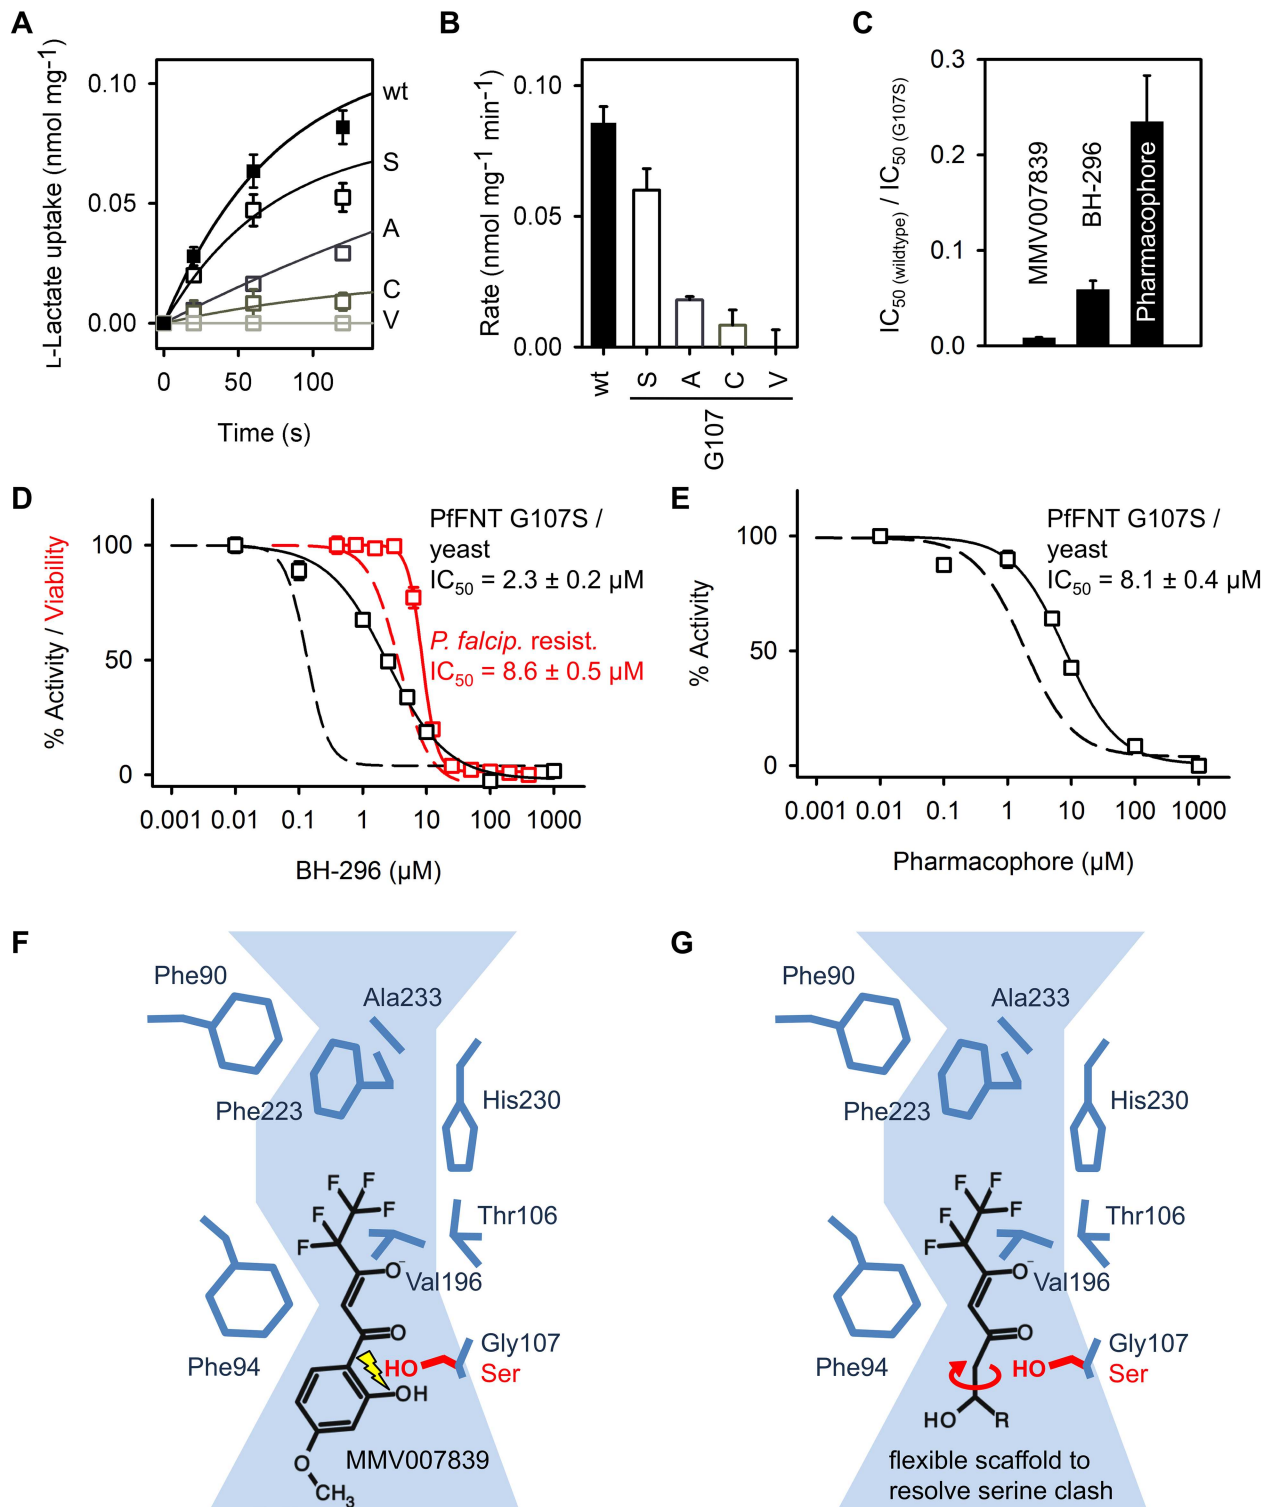 A
L-Lactate uptake (nmol mg-1)
0.10
0.05
0.00
0 50 100
Time (s)
wt
S
A
C
V
B
Rate (nmol mg-1 min-1)
0.10
0.05
0.00
wt S A C V
G107
C
IC50 (wildtype) / IC50 (G107S)
0.3
0.2
0.1
0.0
MMV007839
BH-296
Pharmacophore
D
% Activity / Viability
100
50
0
0.001 0.01 0.1 1 10 100 1000
BH-296 (µM)
PfFNT G107S /
yeast
IC50 = 2.3 ± 0.2 µM
P. falcip. resist.
IC50 = 8.6 ± 0.5 µM
E
% Activity
100
50
0
0.001 0.01 0.1 1 10 100 1000
Pharmacophore (µM)
PfFNT G107S /
yeast
IC50 = 8.1 ± 0.4 µM
F
Phe90
Ala233
Phe223
His230
F F
F F
F
Thr106
O-
Val196
O
Gly107
Phe94
HO
Ser
OH
O
CH3
MMV007839
G
Phe90
Ala233
Phe223
His230
F F
F F
F
Thr106
O-
Val196
O
Gly107
Phe94
HO
Ser
HO
R
flexible scaffold to
resolve serine clash